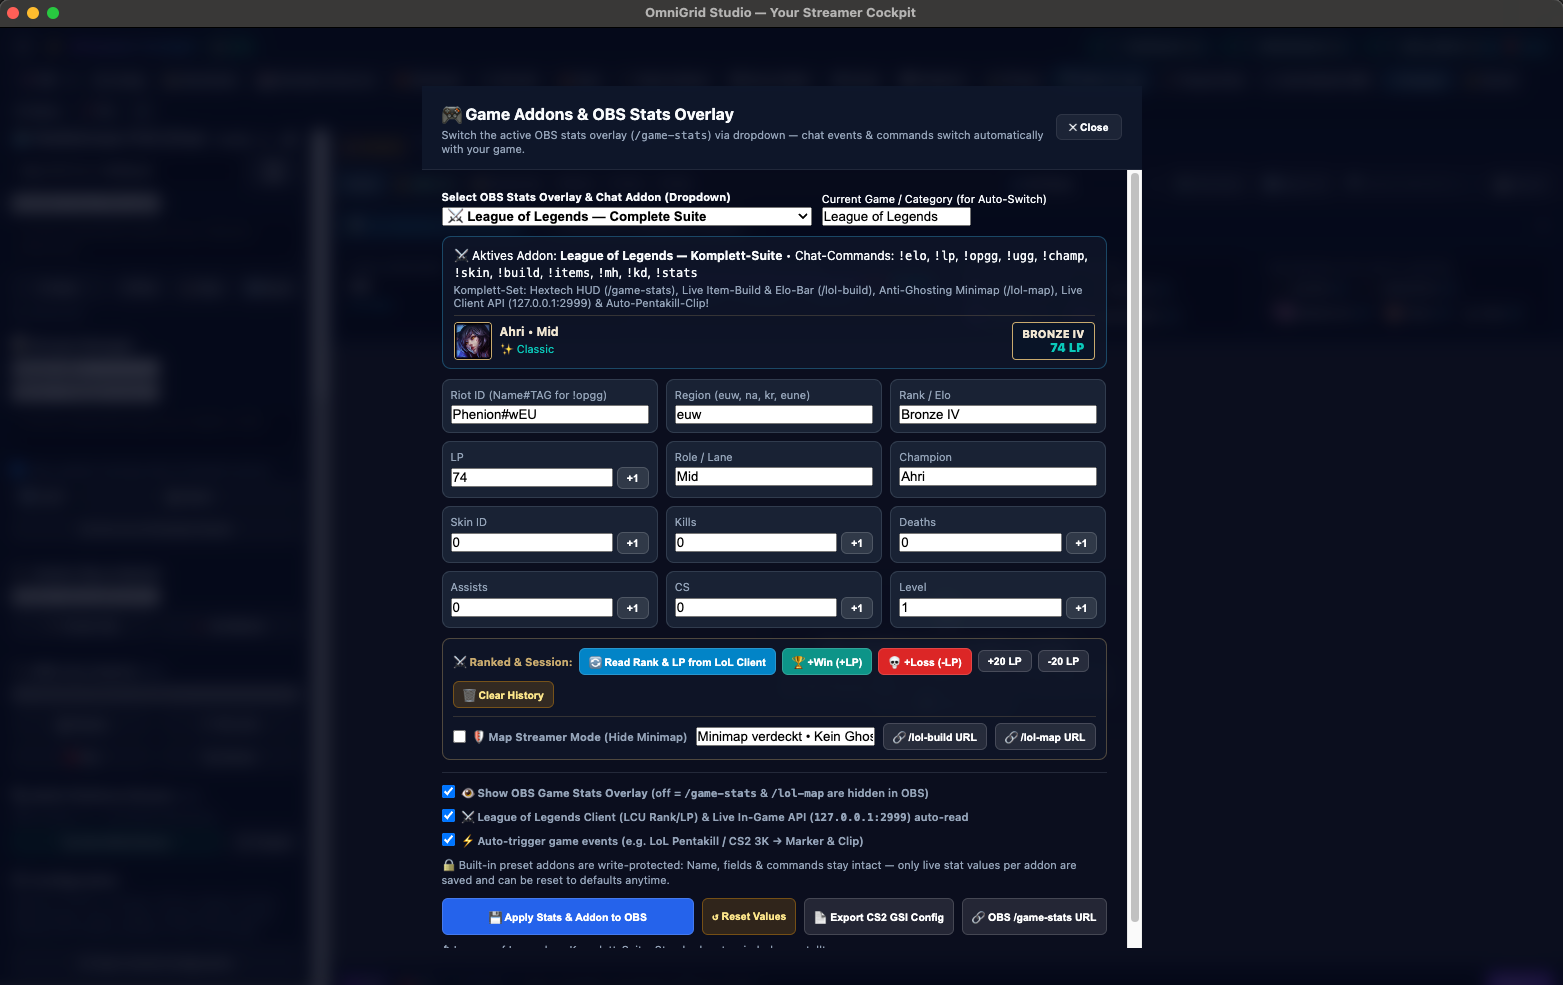 OmniGrid Studio — Your Streamer Cockpit
🎮 Game Addons & OBS Stats Overlay
Switch the active OBS stats overlay (/game-stats) via dropdown — chat events & commands switch automatically
with your game.
✕ Close
Select OBS Stats Overlay & Chat Addon (Dropdown)
Current Game / Category (for Auto-Switch)
⚔️ League of Legends — Complete Suite
League of Legends
⚔️ Aktives Addon: League of Legends — Komplett-Suite • Chat-Commands: !elo, !lp, !opgg, !ugg, !champ,
!skin, !build, !items, !mh, !kd, !stats
Komplett-Set: Hextech HUD (/game-stats), Live Item-Build & Elo-Bar (/lol-build), Anti-Ghosting Minimap (/lol-map), Live
Client API (127.0.0.1:2999) & Auto-Pentakill-Clip!
Ahri • Mid
✨ Classic
BRONZE IV
74 LP
Riot ID (Name#TAG for !opgg)
Region (euw, na, kr, eune)
Rank / Elo
Phenion#wEU
euw
Bronze IV
LP
Role / Lane
Champion
74
+1
Mid
Ahri
Skin ID
Kills
Deaths
0
+1
0
+1
0
+1
Assists
CS
Level
0
+1
0
+1
1
+1
⚔️ Ranked & Session:
🔄 Read Rank & LP from LoL Client
🏆 +Win (+LP)
💀 +Loss (-LP)
+20 LP
-20 LP
🗑️ Clear History
Map Streamer Mode (Hide Minimap)
Minimap verdeckt • Kein Ghos
🔗 /lol-build URL
🔗 /lol-map URL
👁️ Show OBS Game Stats Overlay (off = /game-stats & /lol-map are hidden in OBS)
⚔️ League of Legends Client (LCU Rank/LP) & Live In-Game API (127.0.0.1:2999) auto-read
⚡ Auto-trigger game events (e.g. LoL Pentakill / CS2 3K → Marker & Clip)
🔒 Built-in preset addons are write-protected: Name, fields & commands stay intact — only live stat values per addon are
saved and can be reset to defaults anytime.
💾 Apply Stats & Addon to OBS
↺ Reset Values
📄 Export CS2 GSI Config
🔗 OBS /game-stats URL